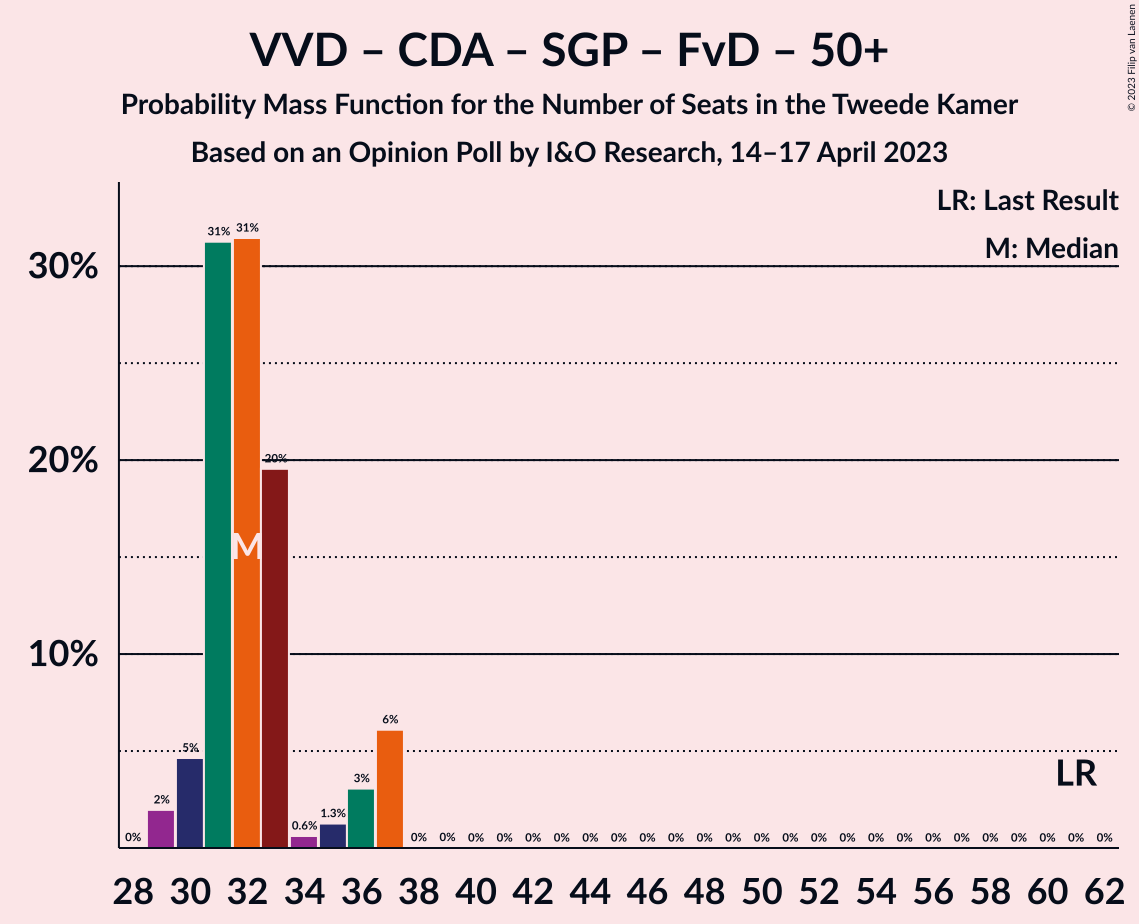 VVD – CDA – SGP – FvD – 50+
Probability Mass Function for the Number of Seats in the Tweede Kamer
Based on an Opinion Poll by I&O Research, 14–17 April 2023
© 2023 Filip van Laenen
LR: Last Result
M: Median
30%
20%
10%
0% 2% 5% 31% 31% 20% 0.6% 1.3% 3% 6% 0% 0% 0% 0% 0% 0% 0% 0% 0% 0% 0% 0% 0% 0% 0% 0% 0% 0% 0% 0% 0% 0% 0% 0% 0%
M
LR
28 30 32 34 36 38 40 42 44 46 48 50 52 54 56 58 60 62